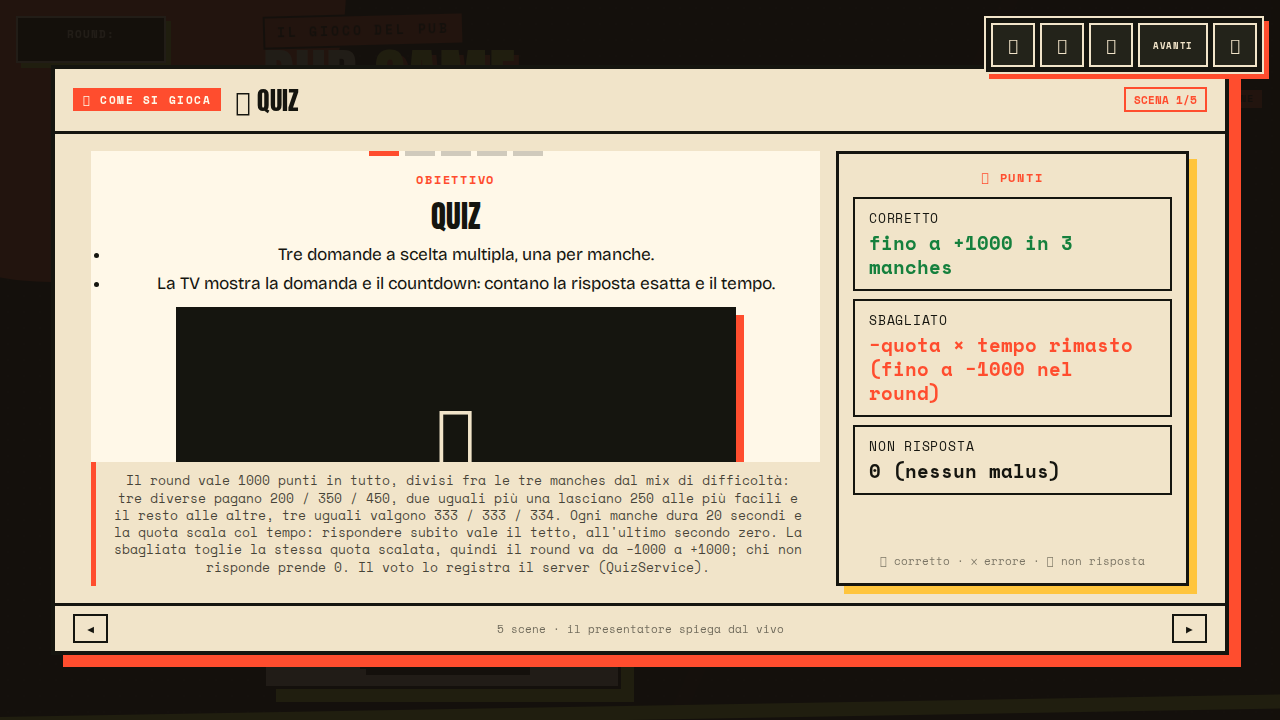 ROUND:
IL GIOCO DEL PUB
PUB GAME
AVANTI
COME SI GIOCA
QUIZ
SCENA 1/5
OBIETTIVO
QUIZ
• Tre domande a scelta multipla, una per manche.
• La TV mostra la domanda e il countdown: contano la risposta esatta e il tempo.
Il round vale 1000 punti in tutto, divisi fra le tre manches dal mix di difficoltà:
tre diverse pagano 200 / 350 / 450, due uguali più una lasciano 250 alle più facili e
il resto alle altre, tre uguali valgono 333 / 333 / 334. Ogni manche dura 20 secondi e
la quota scala col tempo: rispondere subito vale il tetto, all'ultimo secondo zero. La
sbagliata toglie la stessa quota scalata, quindi il round va da −1000 a +1000; chi non
risponde prende 0. Il voto lo registra il server (QuizService).
PUNTI
CORRETTO
fino a +1000 in 3
manches
SBAGLIATO
−quota × tempo rimasto
(fino a −1000 nel
round)
NON RISPOSTA
0 (nessun malus)
corretto · × errore · non risposta
◄
5 scene · il presentatore spiega dal vivo
►